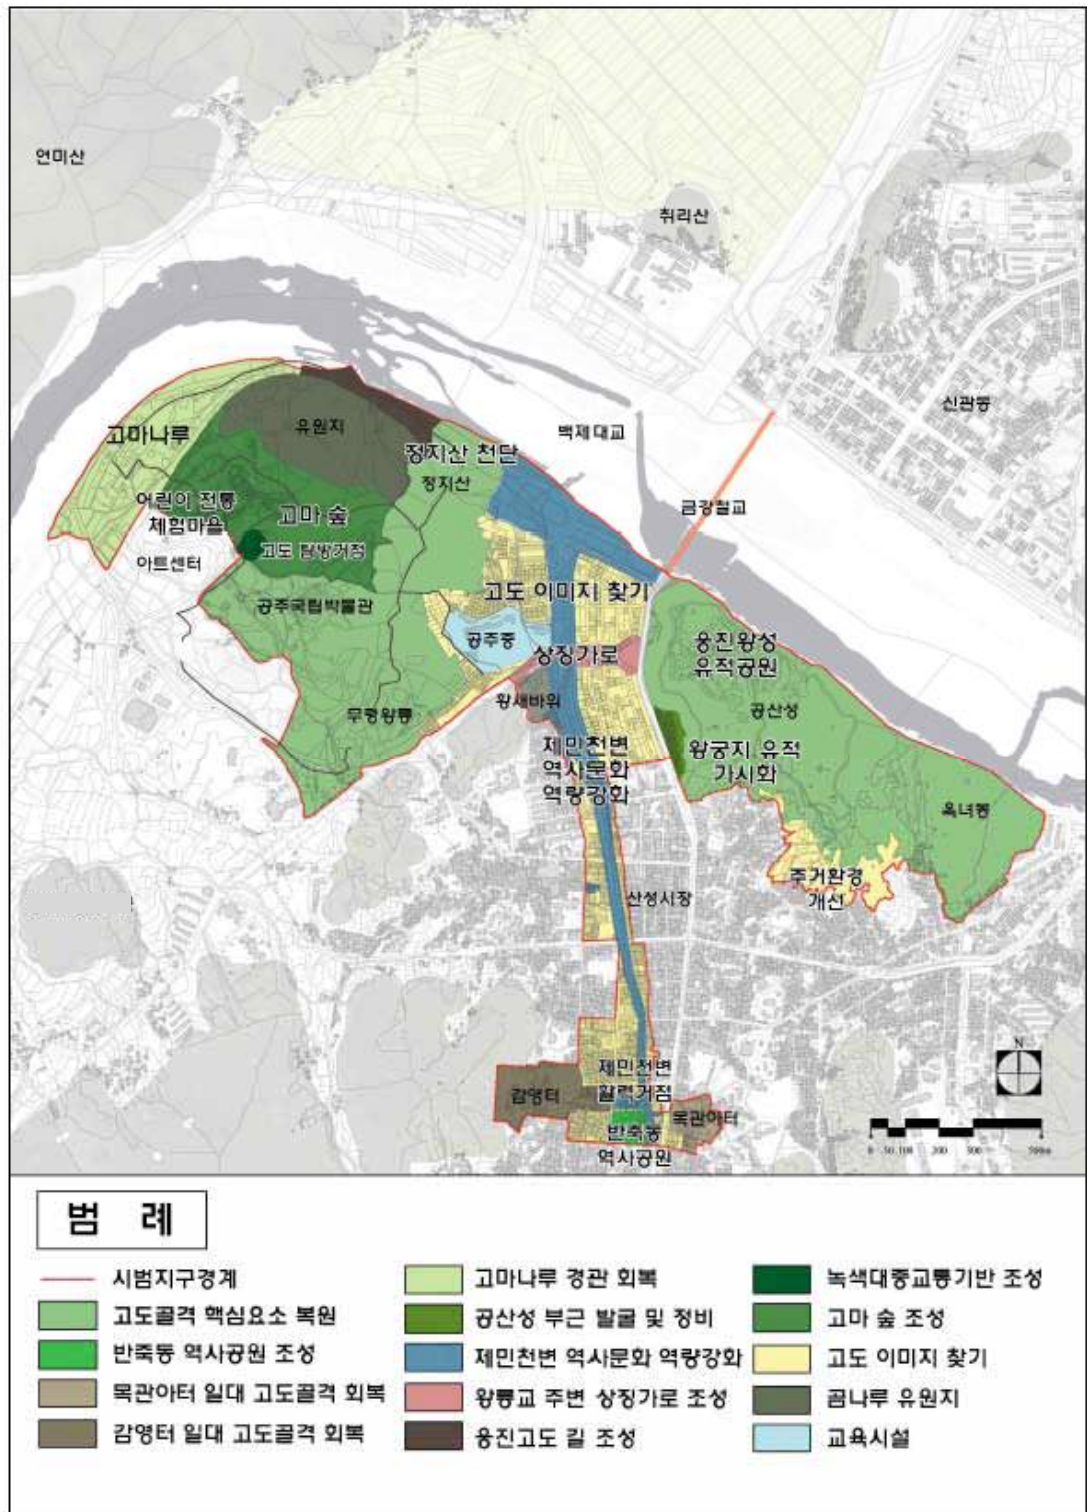 연미산
취리산
신관동
백제대교
금강철교
유원지
고마나루
정지산 천단
정지산
어린이 전통
체험마을
고마 숲
고도 탐방거점
아트센터
공주국립박물관
고도 이미지 찾기
공주중
상징가로
황새바위
무령왕릉
웅진왕성
유적공원
공산성
왕궁지 유적
가시화
제민천변
역사문화
역량강화
옥녀봉
주거환경
개선
산성시장
제민천변
활력거점
감영터
목관아터
반죽동
역사공원
N
0 50 100 200 300 500m
범 례
시범지구경계
고마나루 경관 회복
녹색대중교통기반 조성
고도골격 핵심요소 복원
공산성 부근 발굴 및 정비
고마 숲 조성
반죽동 역사공원 조성
제민천변 역사문화 역량강화
고도 이미지 찾기
목관아터 일대 고도골격 회복
왕릉교 주변 상징가로 조성
곰나루 유원지
감영터 일대 고도골격 회복
웅진고도 길 조성
교육시설